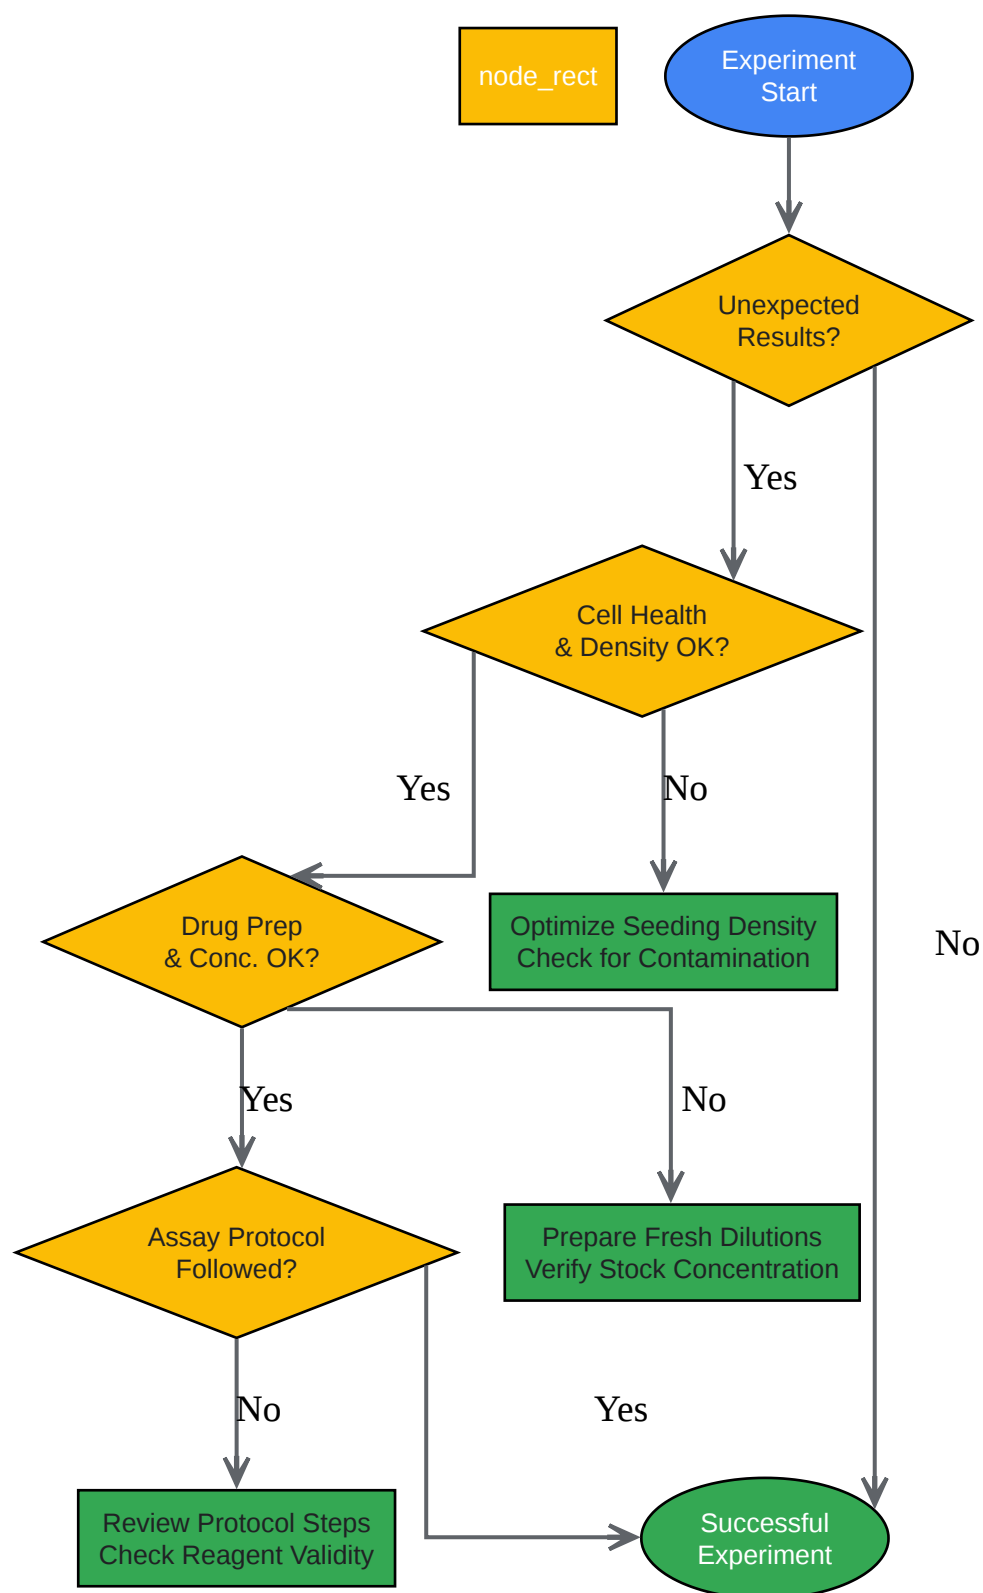 node_rect
Experiment
Start
Unexpected
Results?
Yes
Cell Health
& Density OK?
Yes
No
Drug Prep
& Conc. OK?
Optimize Seeding Density
Check for Contamination
No
Yes
No
Assay Protocol
Followed?
Prepare Fresh Dilutions
Verify Stock Concentration
No
Yes
Review Protocol Steps
Check Reagent Validity
Successful
Experiment